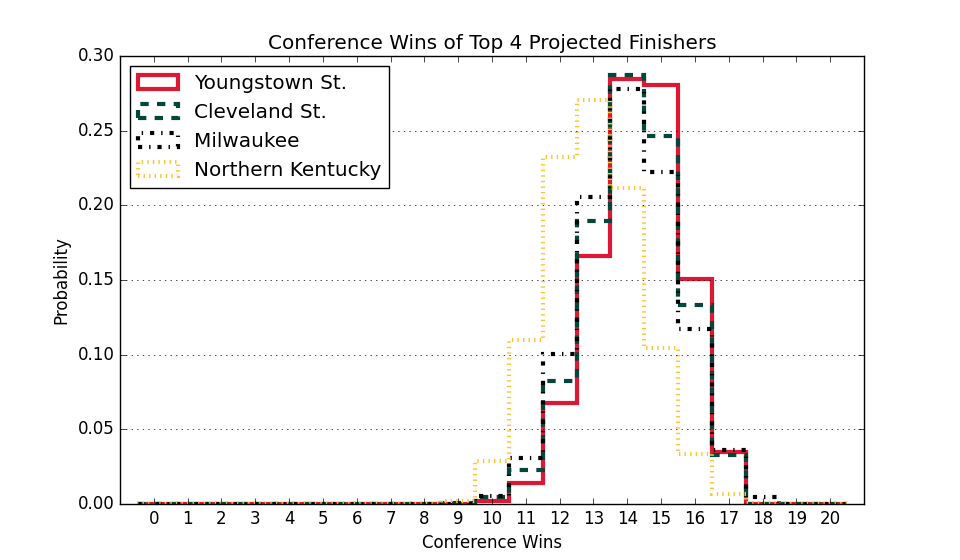 Conference Wins of Top 4 Projected Finishers
0.30
0.25
0.20
0.15
0.10
0.05
0.00
Probability
Youngstown St.
Cleveland St.
Milwaukee
Northern Kentucky
0 1 2 3 4 5 6 7 8 9 10 11 12 13 14 15 16 17 18 19 20
Conference Wins